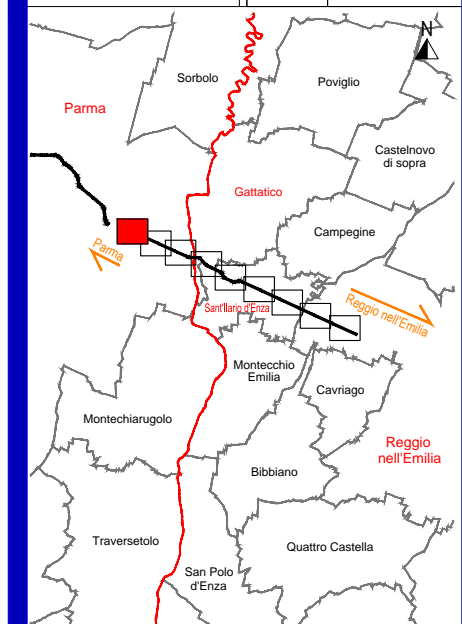 N
Sorbolo
Poviglio
Parma
Castelnovo
di sopra
Gattatico
Campegine
Parma
Sant'Ilario d'Enza
Reggio nell'Emilia
Montecchio
Emilia
Cavriago
Montechiarugolo
Reggio
nell'Emilia
Bibbiano
Traversetolo
Quattro Castella
San Polo
d'Enza